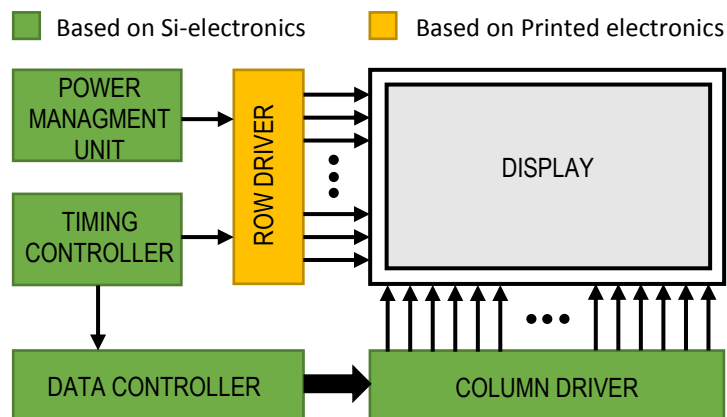 Based on Si-electronics
Based on Printed electronics
POWER
MANAGMENT
UNIT
ROW DRIVER
DISPLAY
TIMING
CONTROLLER
DATA CONTROLLER
COLUMN DRIVER